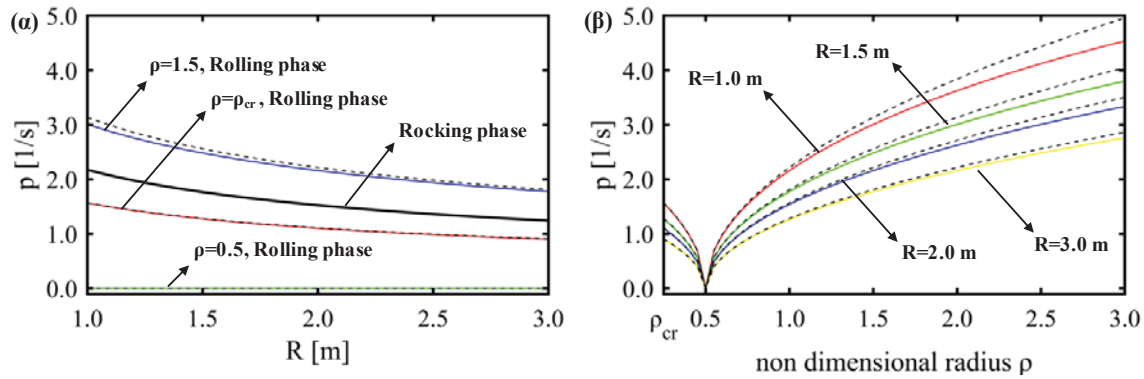 (α)
5.0
4.0
3.0
2.0
1.0
0.0
p [1/s]
ρ=1.5, Rolling phase
ρ=ρcr, Rolling phase
Rocking phase
ρ=0.5, Rolling phase
1.0 1.5 2.0 2.5 3.0
R [m]
(β)
5.0
4.0
3.0
2.0
1.0
0.0
p [1/s]
R=1.0 m
R=1.5 m
R=2.0 m
R=3.0 m
ρcr 0.5 1.0 1.5 2.0 2.5 3.0
non dimensional radius ρ